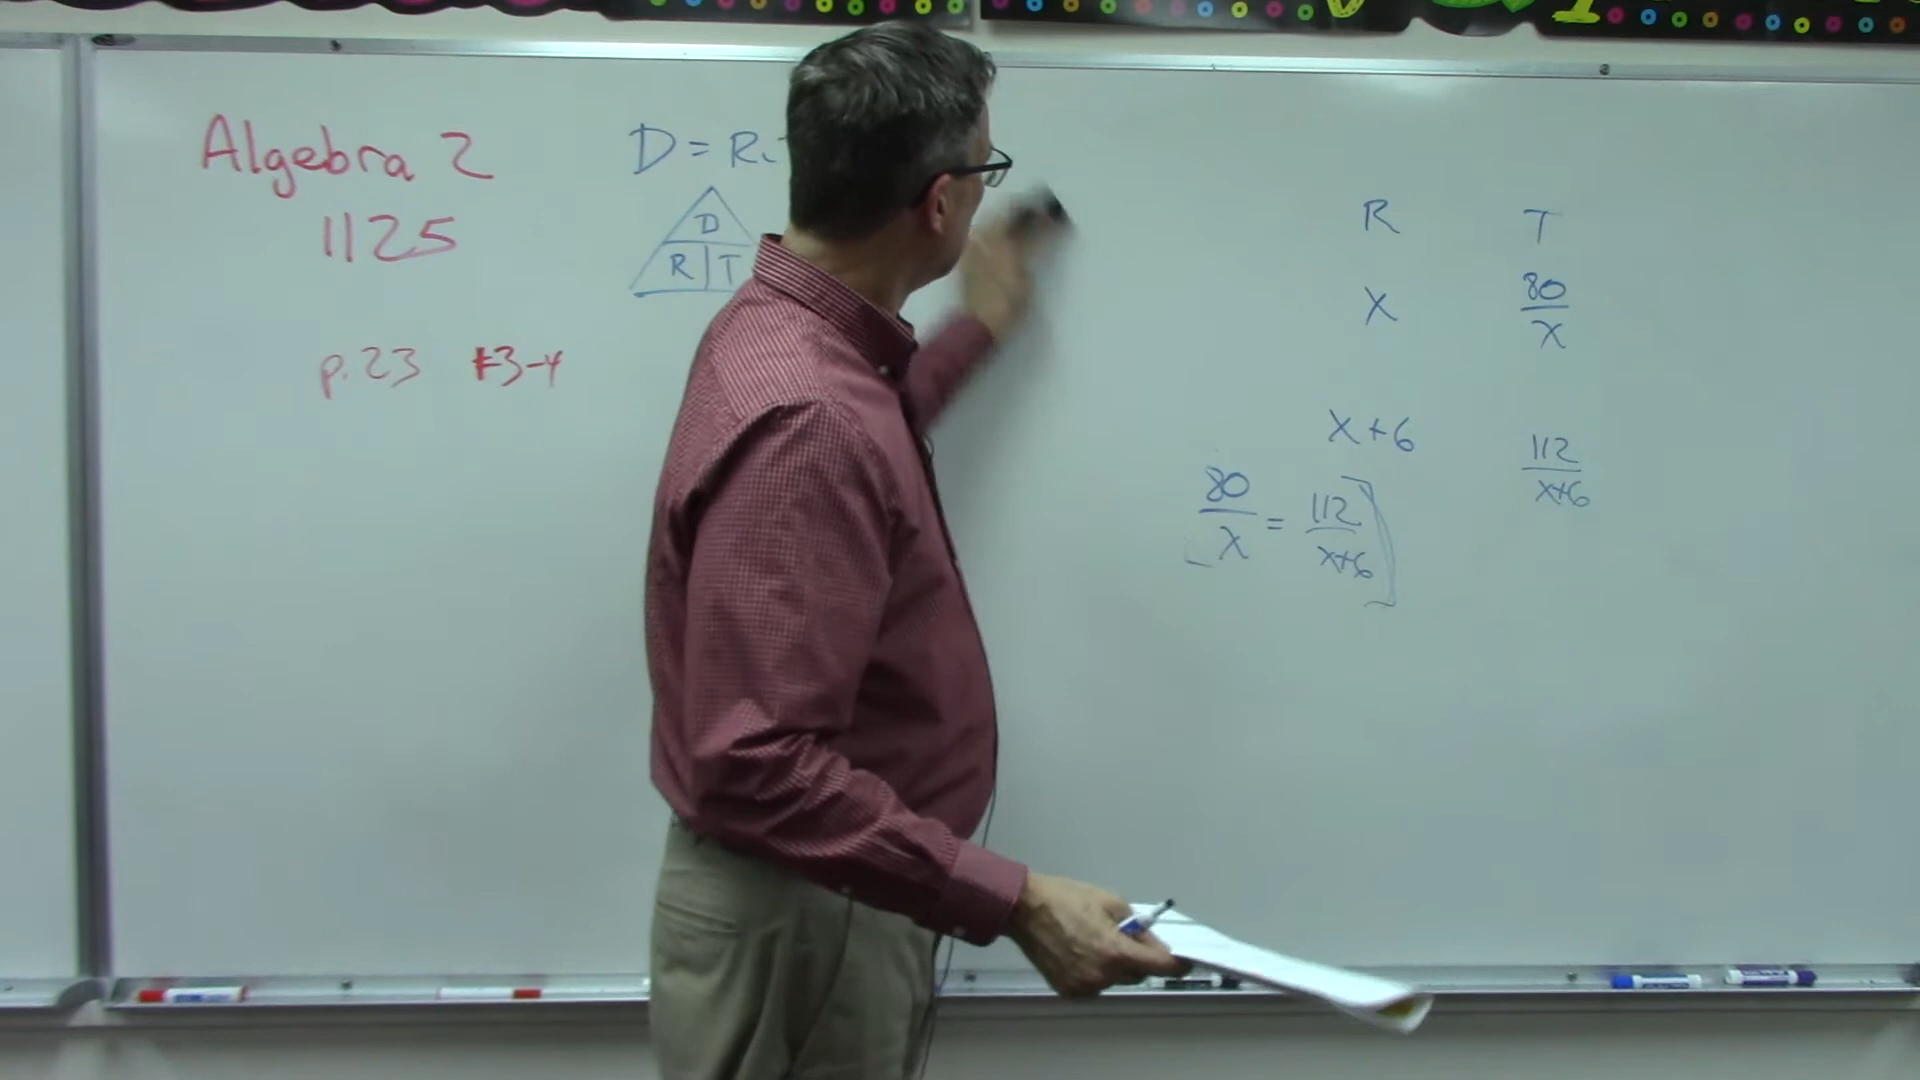 Algebra 2
1125
p. 23 #3-4
D = R.
D
R T
R T
X 80/x
X+6 112/x+6
80/x = 112/x+6